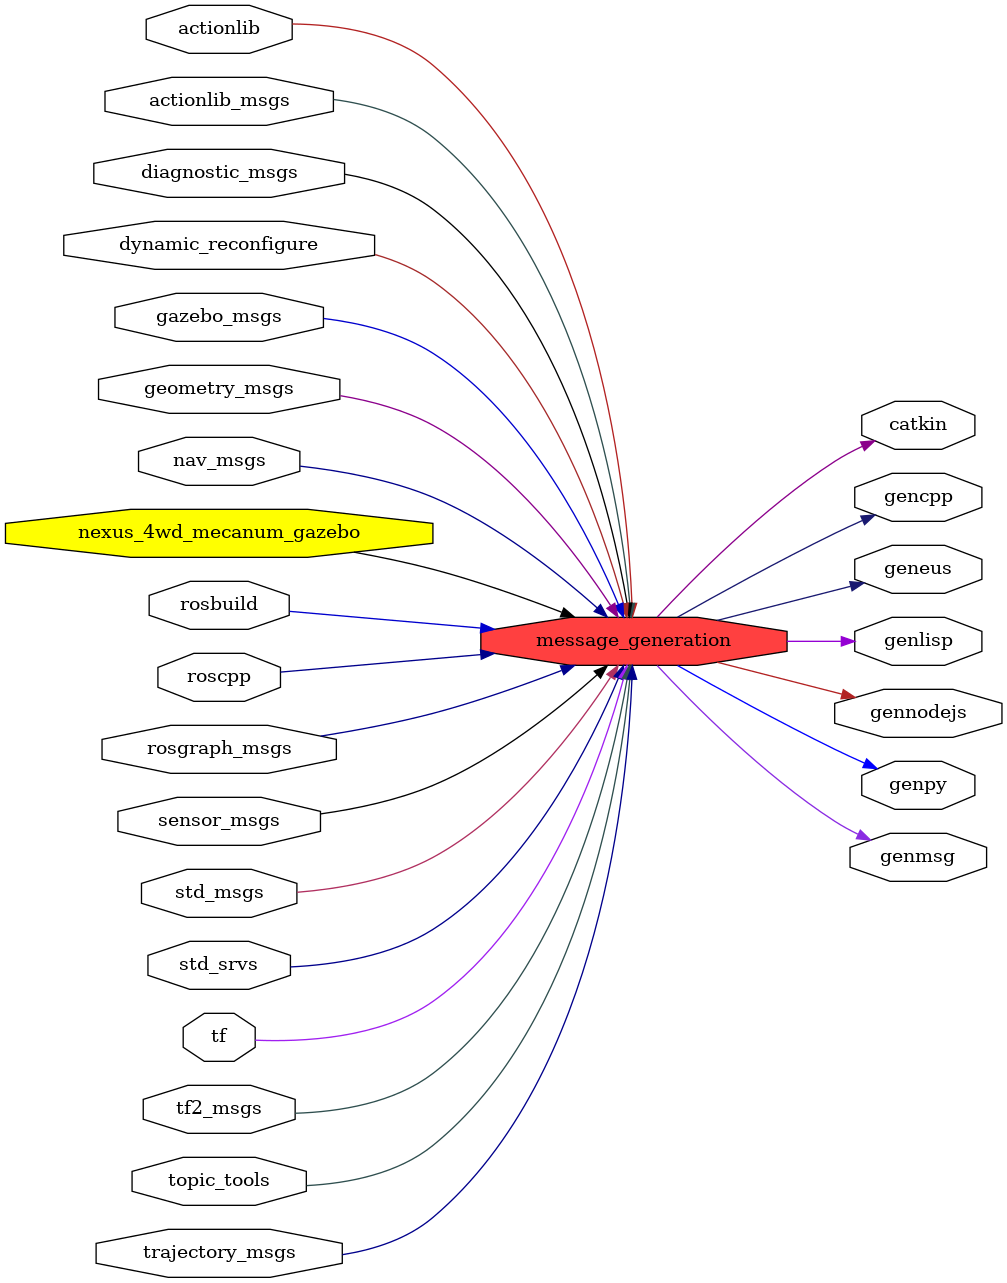 actionlib
actionlib_msgs
diagnostic_msgs
dynamic_reconfigure
gazebo_msgs
geometry_msgs
nav_msgs
nexus_4wd_mecanum_gazebo
rosbuild
roscpp
rosgraph_msgs
sensor_msgs
std_msgs
std_srvs
tf
tf2_msgs
topic_tools
trajectory_msgs
message_generation
catkin
gencpp
geneus
genlisp
gennodejs
genpy
genmsg